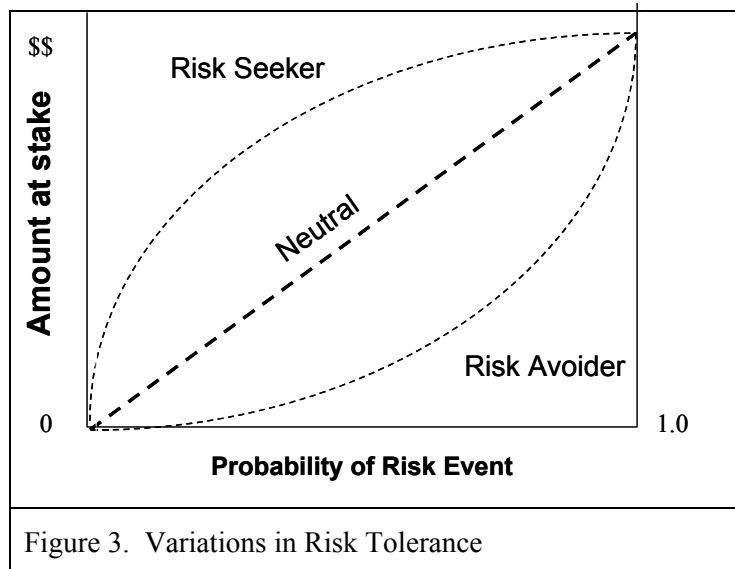 $$
Risk Seeker
Amount at stake
Neutral
Risk Avoider
0
1.0
Probability of Risk Event
Figure 3. Variations in Risk Tolerance